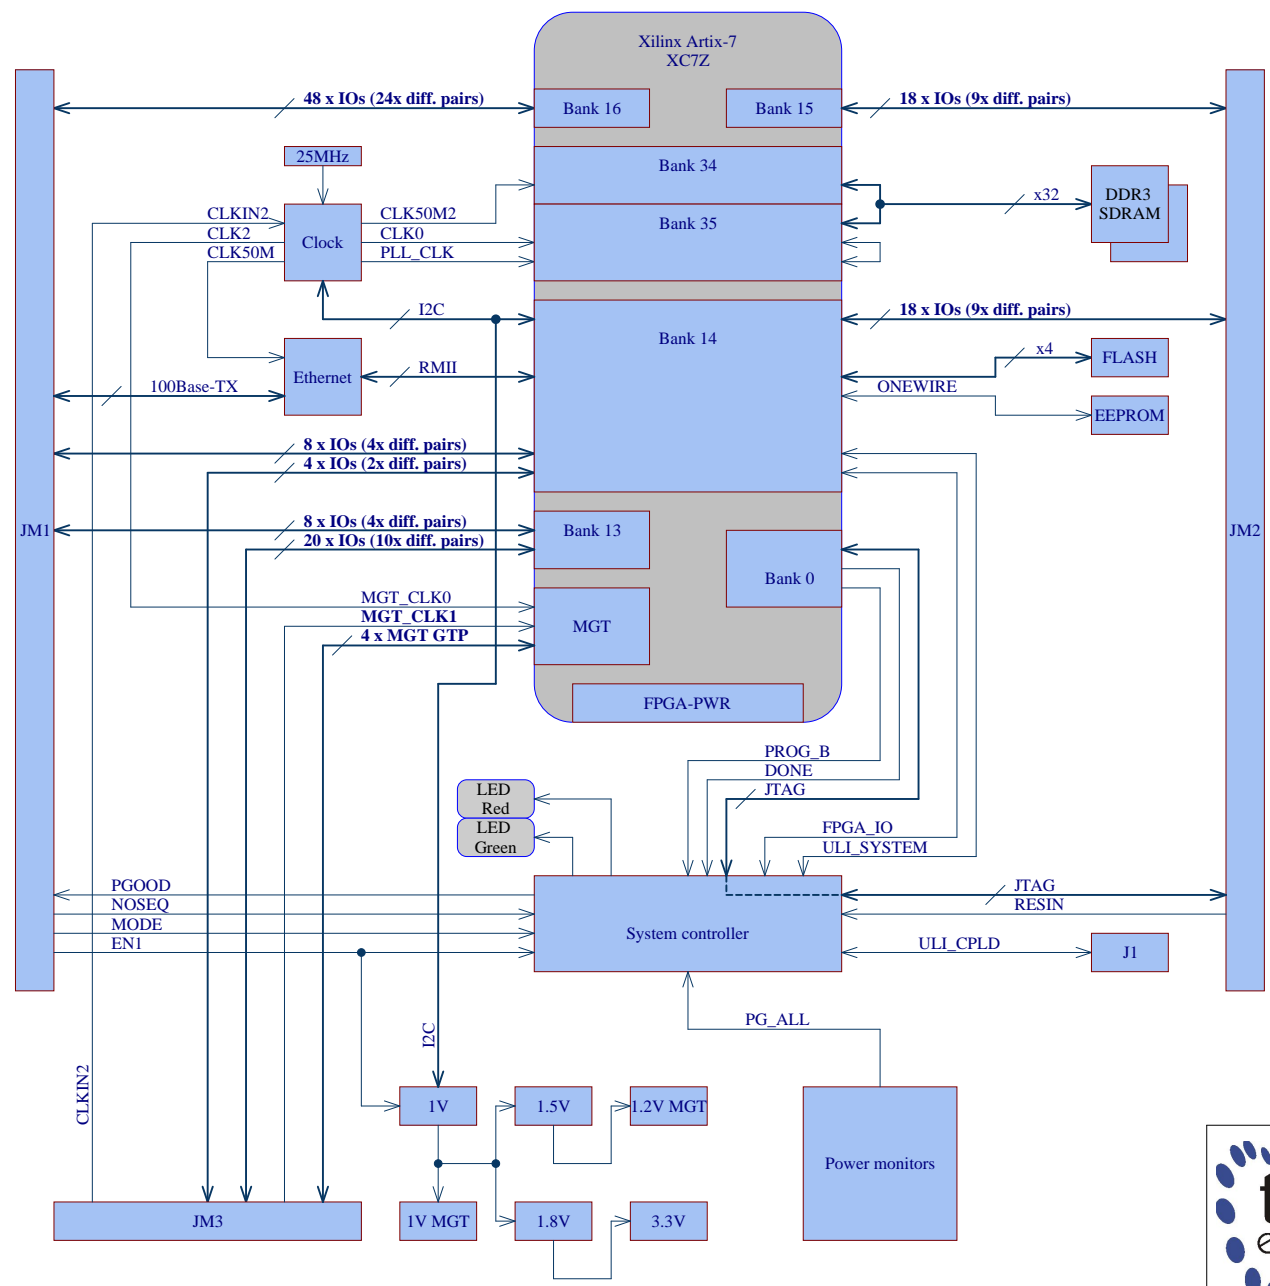 Xilinx Artix-7
XC7Z
48 x IOs (24x diff. pairs)
Bank 16
Bank 15
18 x IOs (9x diff. pairs)
25MHz
Bank 34
CLKIN2
CLK2
CLK50M
Clock
CLK50M2
CLK0
PLL_CLK
Bank 35
x32
DDR3
SDRAM
I2C
Bank 14
18 x IOs (9x diff. pairs)
Ethernet
RMII
100Base-TX
x4
FLASH
ONEWIRE
EEPROM
8 x IOs (4x diff. pairs)
4 x IOs (2x diff. pairs)
JM1
8 x IOs (4x diff. pairs)
20 x IOs (10x diff. pairs)
Bank 13
Bank 0
JM2
MGT_CLK0
MGT_CLK1
4 x MGT GTP
MGT
FPGA-PWR
PROG_B
DONE
JTAG
LED
Red
LED
Green
FPGA_IO
ULI_SYSTEM
PGOOD
NOSEQ
MODE
EN1
System controller
JTAG
RESIN
ULI_CPLD
J1
PG_ALL
I2C
CLKIN2
1V
1.5V
1.2V MGT
Power monitors
JM3
1V MGT
1.8V
3.3V